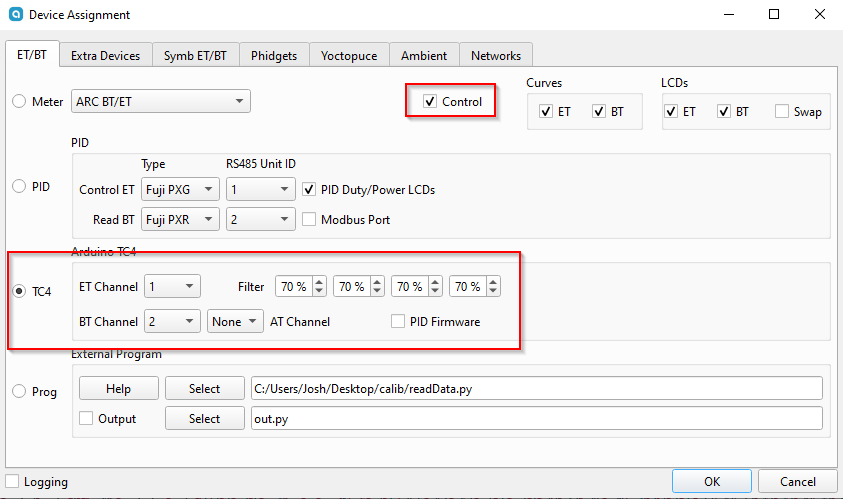 Device Assignment
ET/BT Extra Devices Symb ET/BT Phidgets Yoctopuce Ambient Networks
Meter ARC BT/ET Control
Curves
ET BT
LCDs
ET BT Swap
PID
Type RS485 Unit ID
PID
Control ET Fuji PXG 1 PID Duty/Power LCDs
Read BT Fuji PXR 2 Modbus Port
Arduino TC4
TC4
ET Channel 1 Filter 70 % 70 % 70 % 70 %
BT Channel 2 None AT Channel PID Firmware
External Program
Prog
Help Select C:/Users/Josh/Desktop/calib/readData.py
Output Select out.py
Logging OK Cancel